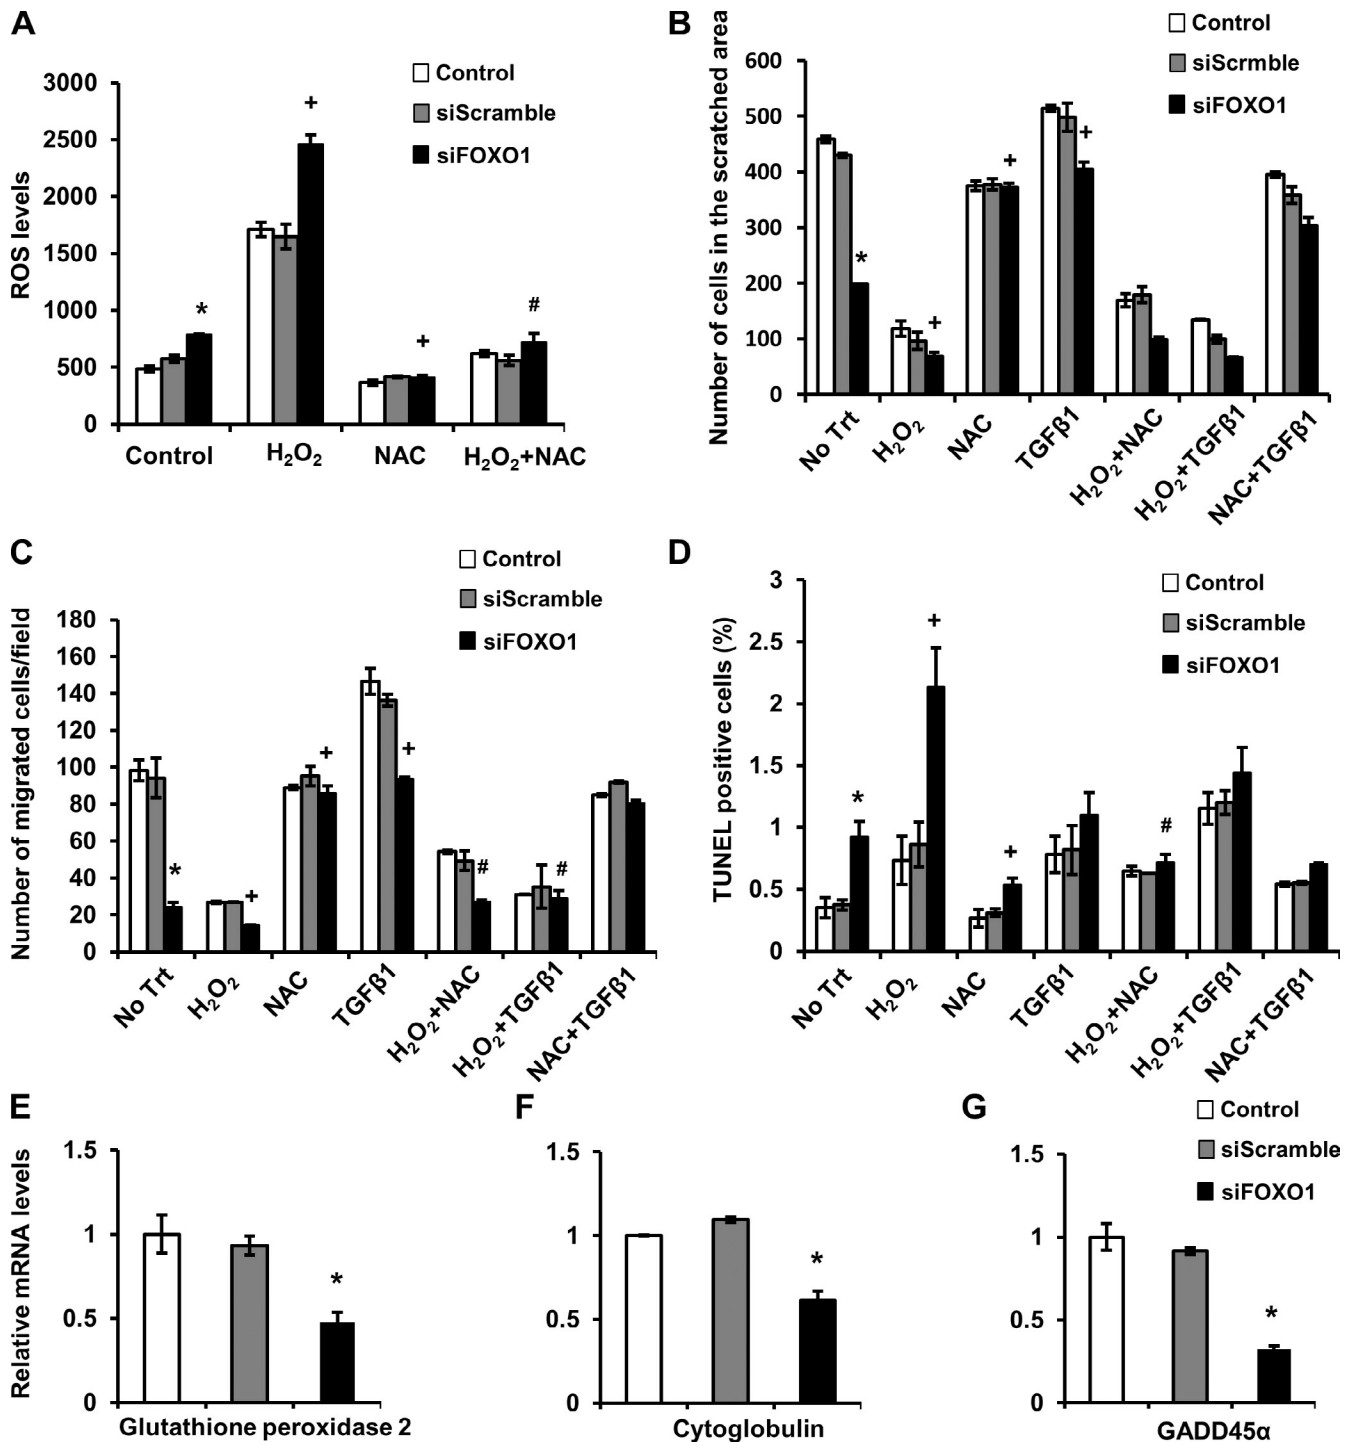 A
Control
siScramble
siFOXO1
ROS levels
3000
2500
2000
1500
1000
500
0
+
*
+
#
Control
H₂O₂
NAC
H₂O₂+NAC
B
Control
siScrmble
siFOXO1
Number of cells in the scratched area
600
500
400
300
200
100
0
*
+
+
+
No Trt
H₂O₂
NAC
TGFβ1
H₂O₂+NAC
H₂O₂+TGFβ1
NAC+TGFβ1
C
Control
siScramble
siFOXO1
Number of migrated cells/field
180
160
140
120
100
80
60
40
20
0
*
+
+
+
#
#
No Trt
H₂O₂
NAC
TGFβ1
H₂O₂+NAC
H₂O₂+TGFβ1
NAC+TGFβ1
D
Control
siScramble
siFOXO1
TUNEL positive cells (%)
3
2.5
2
1.5
1
0.5
0
*
+
+
#
No Trt
H₂O₂
NAC
TGFβ1
H₂O₂+NAC
H₂O₂+TGFβ1
NAC+TGFβ1
E
Relative mRNA levels
1.5
1
0.5
0
*
Glutathione peroxidase 2
F
1.5
1
0.5
0
*
Cytoglobulin
G
Control
siScramble
siFOXO1
1.5
1
0.5
0
*
GADD45α